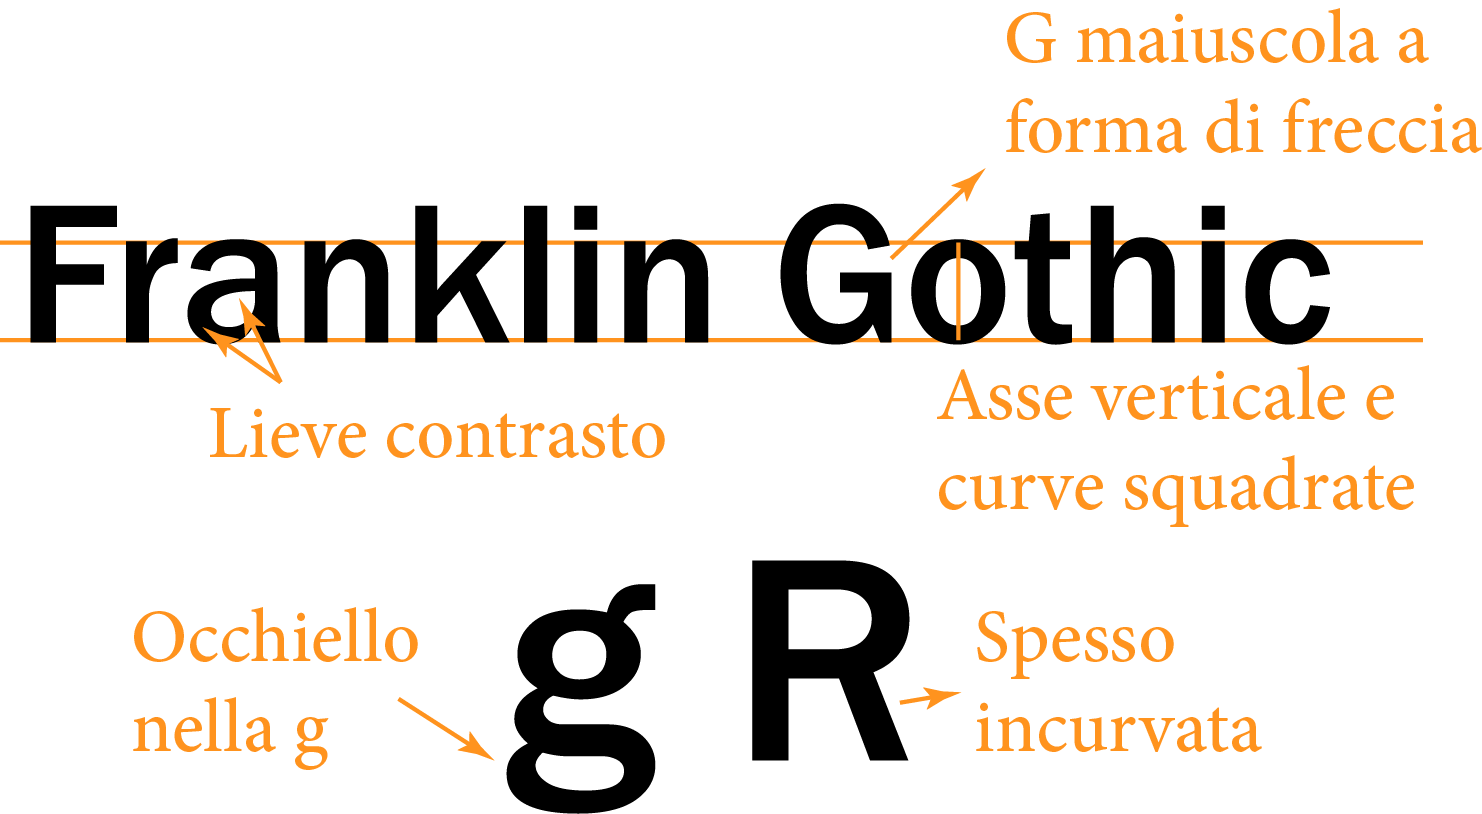 G maiuscola a
forma di freccia
Franklin Gothic
Lieve contrasto
Asse verticale e
curve squadrate
Occhiello
nella g
g R
Spesso
incurvata